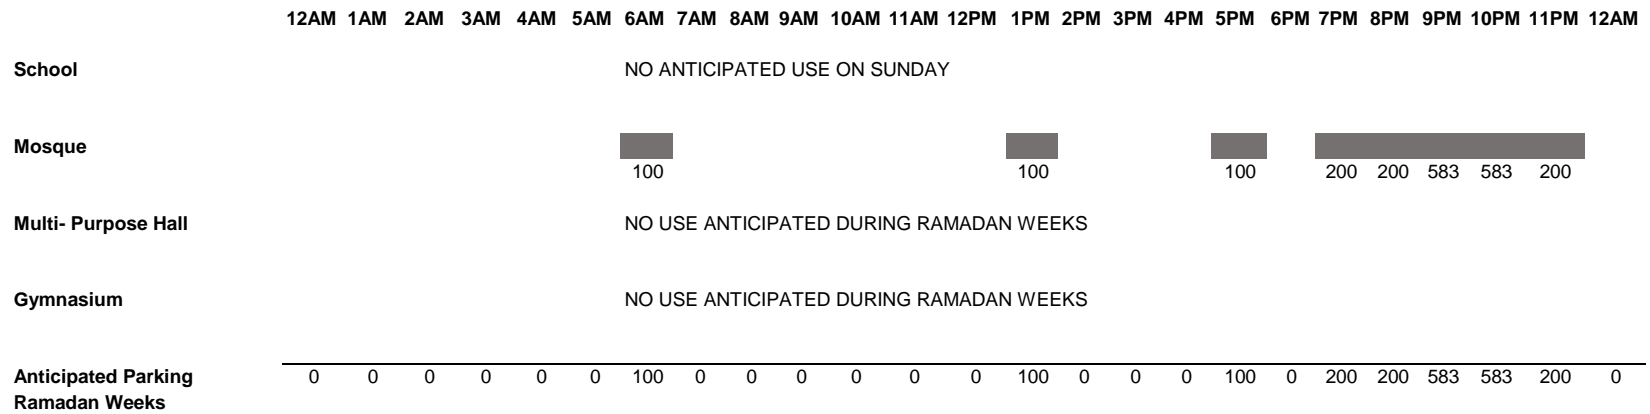 12AM 1AM 2AM 3AM 4AM 5AM 6AM 7AM 8AM 9AM 10AM 11AM 12PM 1PM 2PM 3PM 4PM 5PM 6PM 7PM 8PM 9PM 10PM 11PM 12AM
School NO ANTICIPATED USE ON SUNDAY
Mosque
100 100 100 200 200 583 583 200
Multi- Purpose Hall NO USE ANTICIPATED DURING RAMADAN WEEKS
Gymnasium NO USE ANTICIPATED DURING RAMADAN WEEKS
Anticipated Parking 0 0 0 0 0 0 100 0 0 0 0 0 0 100 0 0 0 100 0 200 200 583 583 200 0
Ramadan Weeks